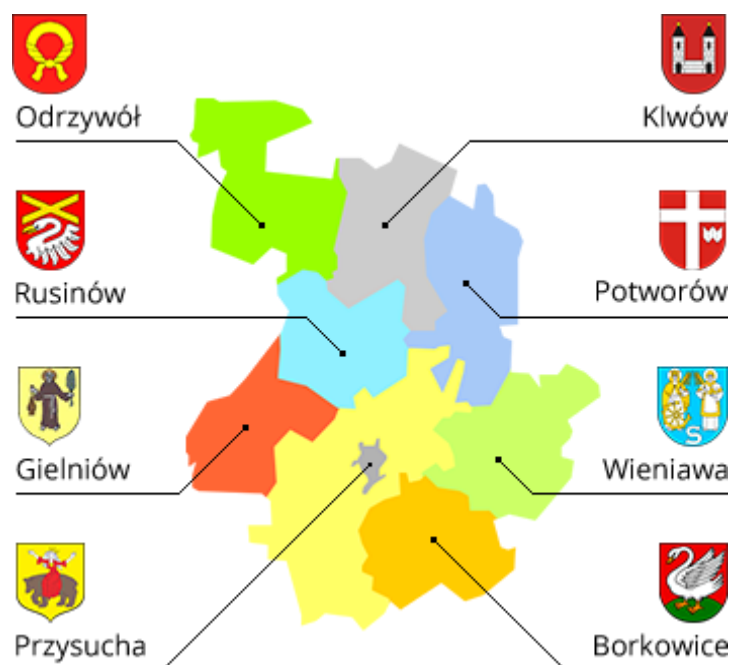 Odrzywół
Klwów
Rusinów
Potworów
Gielniów
Wieniawa
S
Przysucha
Borkowice